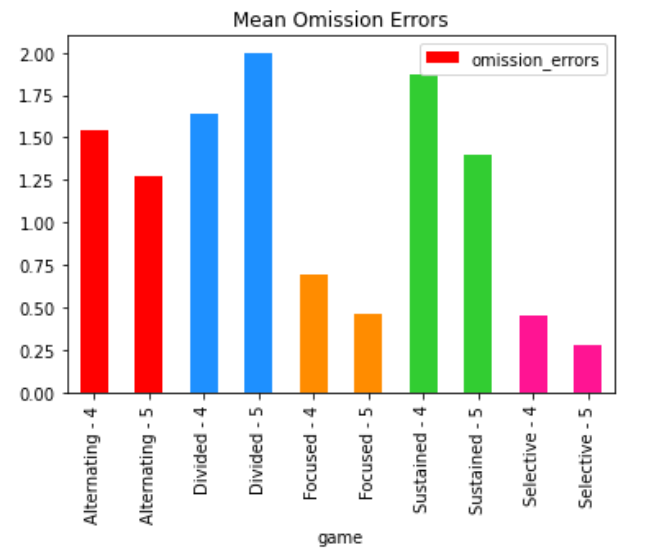 Mean Omission Errors
omission_errors
2.00
1.75
1.50
1.25
1.00
0.75
0.50
0.25
0.00
Alternating - 4
Alternating - 5
Divided - 4
Divided - 5
Focused - 4
Focused - 5
Sustained - 4
Sustained - 5
Selective - 4
Selective - 5
game